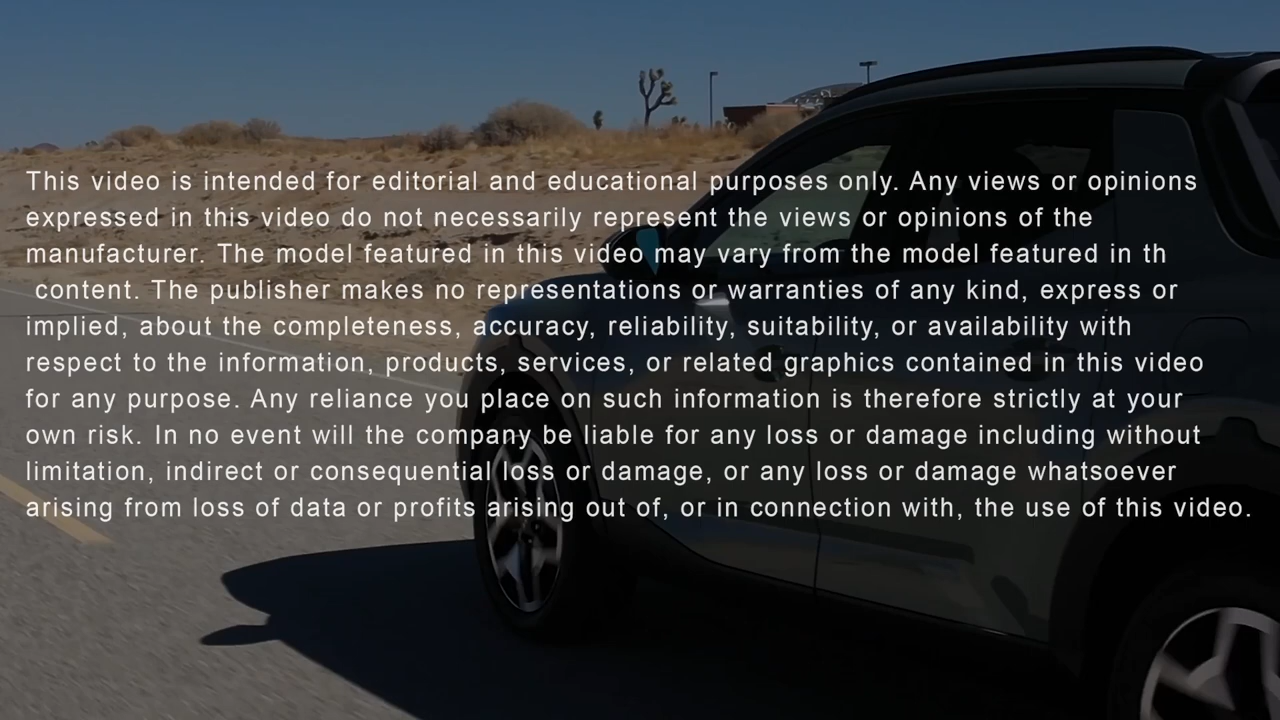 This video is intended for editorial and educational purposes only. Any views or opinions
expressed in this video do not necessarily represent the views or opinions of the
manufacturer. The model featured in this video may vary from the model featured in th
content. The publisher makes no representations or warranties of any kind, express or
implied, about the completeness, accuracy, reliability, suitability, or availability with
respect to the information, products, services, or related graphics contained in this video
for any purpose. Any reliance you place on such information is therefore strictly at your
own risk. In no event will the company be liable for any loss or damage including without
limitation, indirect or consequential loss or damage, or any loss or damage whatsoever
arising from loss of data or profits arising out of, or in connection with, the use of this video.